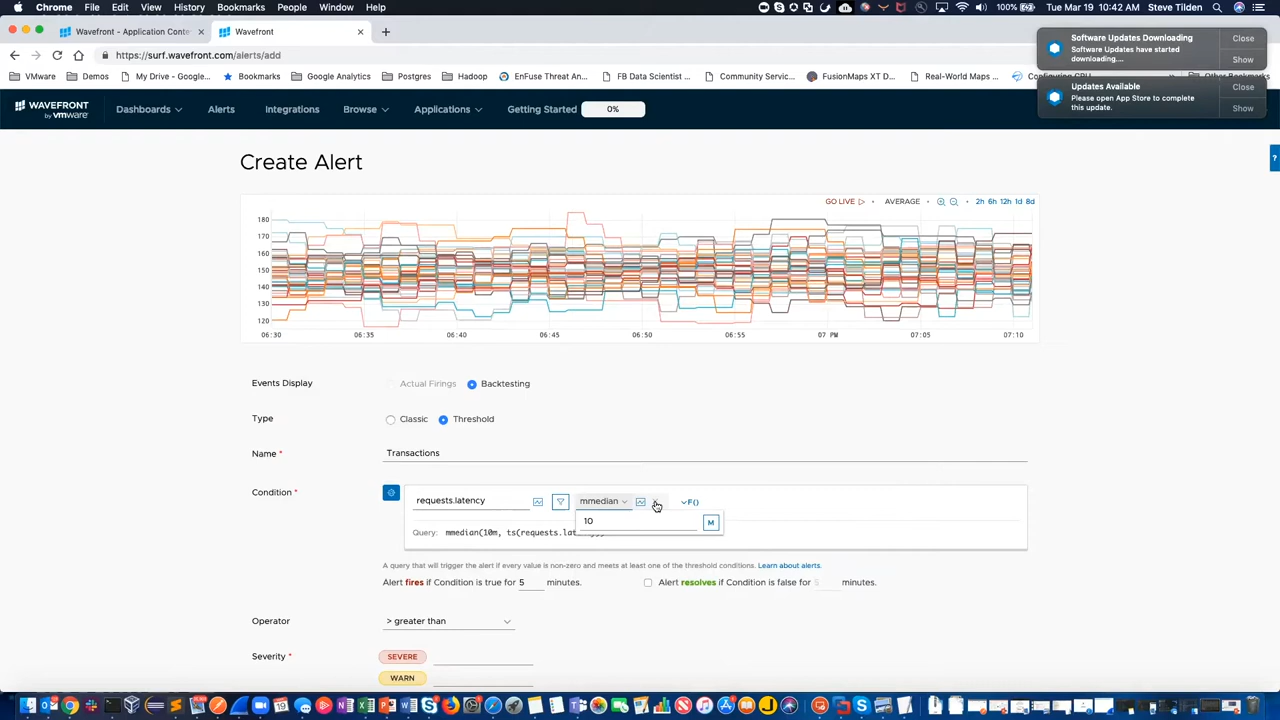 Chrome File Edit View History Bookmarks People Window Help 100% Tue Mar 19 10:42 AM Steve Tilden
Wavefront - Application Conte × Wavefront × +
https://surf.wavefront.com/alerts/add
VMware Demos My Drive - Google... Bookmarks Google Analytics Postgres Hadoop EnFuse Threat An... FB Data Scientist ... Community Servic... FusionMaps XT D... Real-World Maps ... Configuring CPU Other Bookmarks
Software Updates Downloading Close
Software Updates have started
downloading.... Show
Updates Available Close
Please open App Store to complete
this update. Show
WAVEFRONT
by vmware
Dashboards Alerts Integrations Browse Applications Getting Started 0%
?
Create Alert
GO LIVE • AVERAGE • • 2h 6h 12h 1d 8d
180
170
160
150
140
130
120
06:30 06:35 06:40 06:45 06:50 06:55 07 PM 07:05 07:10
Events Display Actual Firings Backtesting
Type Classic Threshold
Name * Transactions
Condition * requests.latency mmedian F()
10 M
Query: mmedian(10m, ts(requests.lat
A query that will trigger the alert if every value is non-zero and meets at least one of the threshold conditions. Learn about alerts.
Alert fires if Condition is true for 5 minutes. Alert resolves if Condition is false for 5 minutes.
Operator > greater than
Severity * SEVERE
WARN